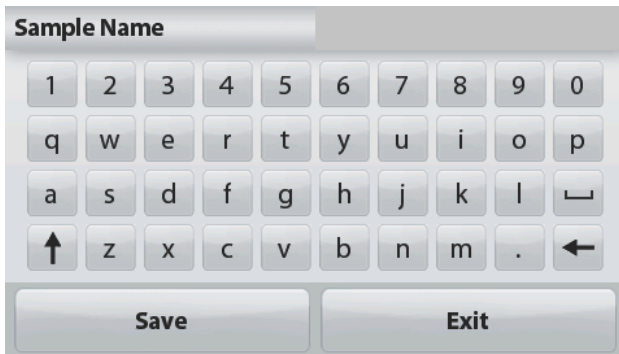 Sample Name
1 2 3 4 5 6 7 8 9 0
q w e r t y u i o p
a s d f g h j k l
z x c v b n m .
Save Exit